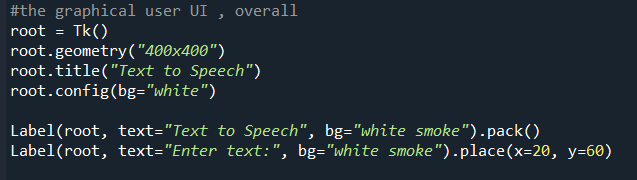 #the graphical user UI , overall
root = Tk()
root.geometry("400x400")
root.title("Text to Speech")
root.config(bg="white")
Label(root, text="Text to Speech", bg="white smoke").pack()
Label(root, text="Enter text:", bg="white smoke").place(x=20, y=60)